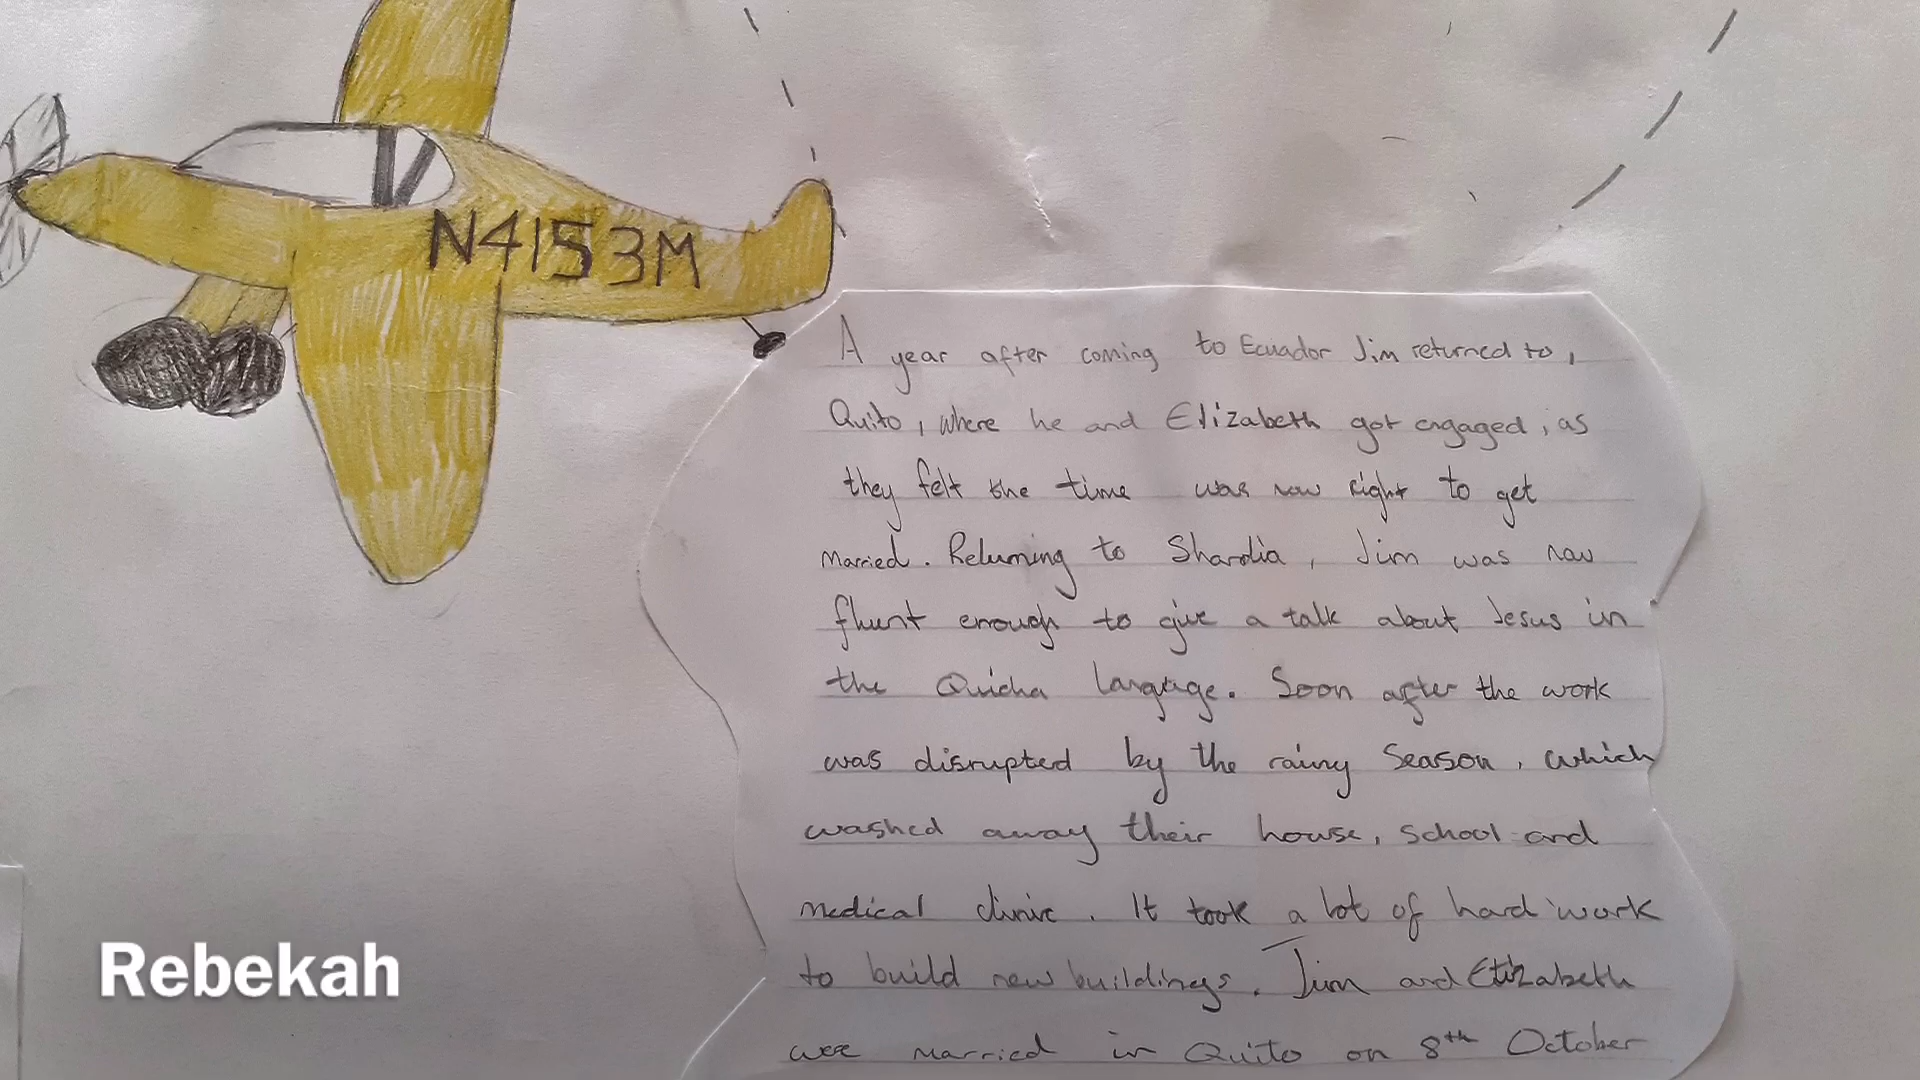 N4153M
A year after coming to Ecuador Jim returned to,
Quito, where he and Elizabeth got engaged, as
they felt the time was now right to get
married. Returning to Shandia, Jim was now
flunt enough to give a talk about Jesus in
the Quicha langage. Soon after the work
was disrupted by the rainy season, which
washed away their house, school and
medical clinic. It took a lot of hard work
to build new buildings. Jim and Elizabeth
were married in Quito on 8th October
Rebekah